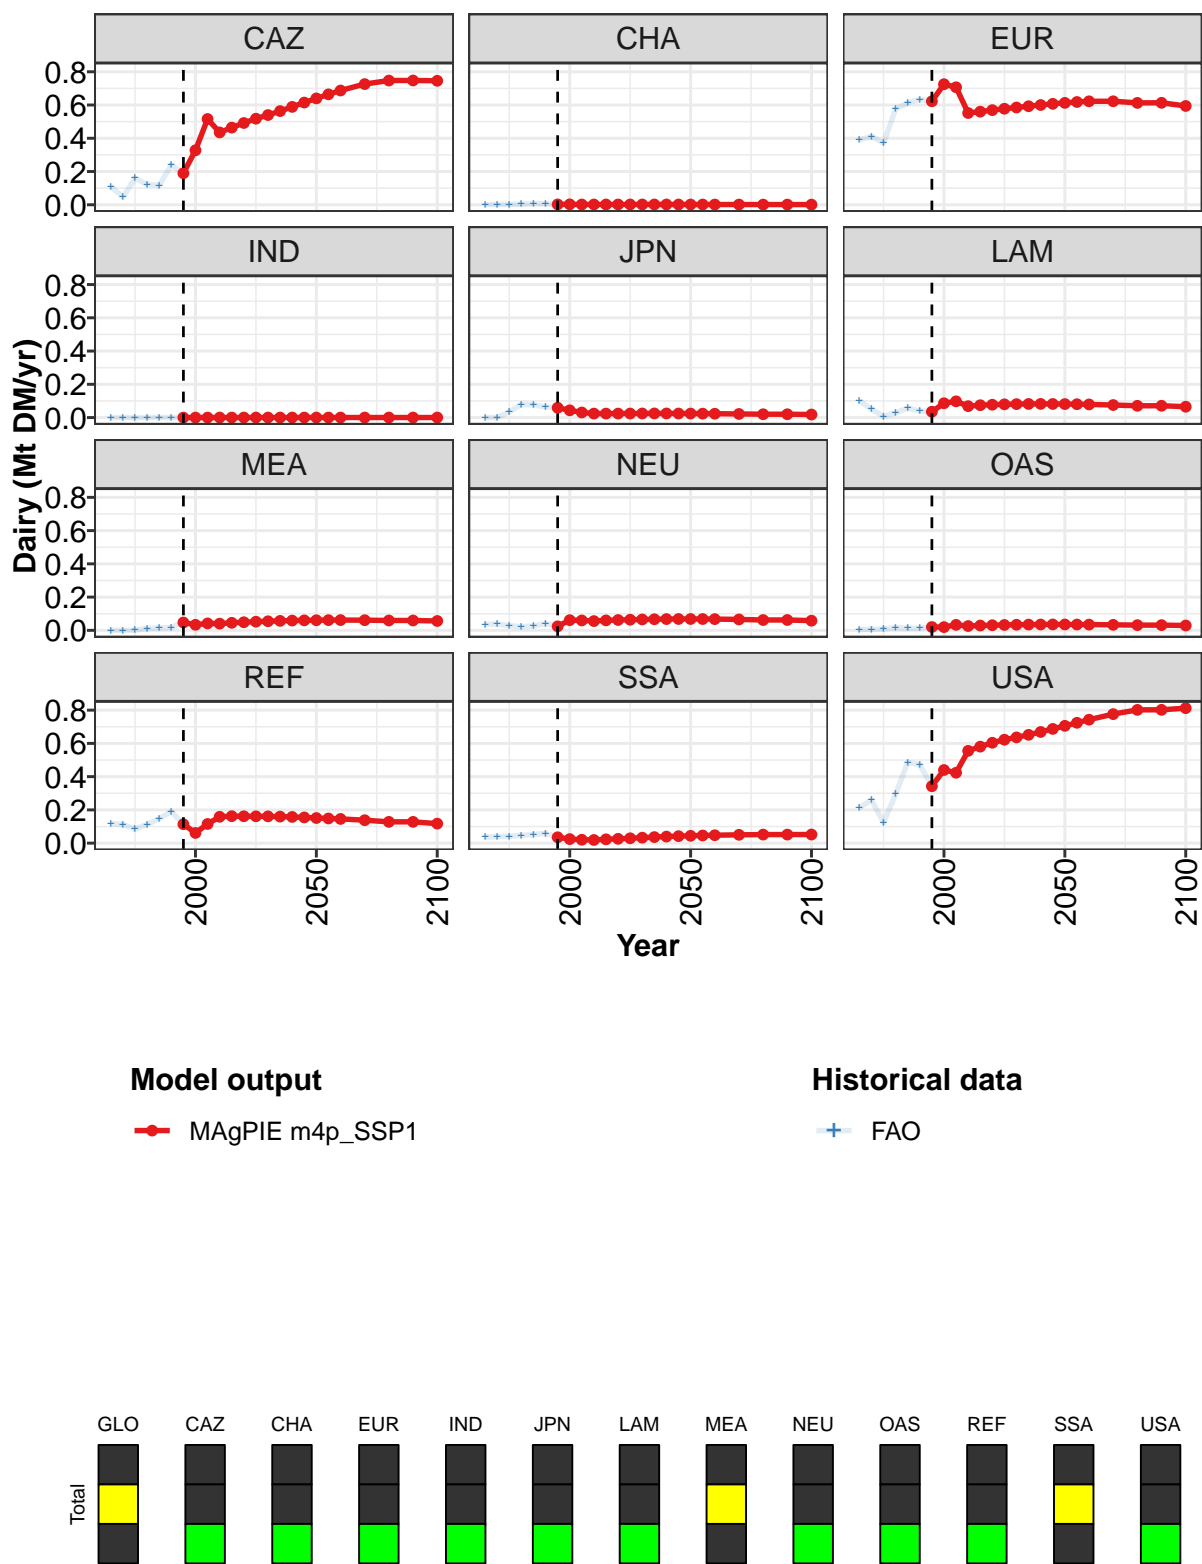 CAZ CHA EUR
0.8
0.6
0.4
0.2
0.0
IND JPN LAM
0.8
0.6
0.4
0.2
0.0
MEA NEU OAS
0.8
0.6
0.4
0.2
0.0
REF SSA USA
0.8
0.6
0.4
0.2
0.0
Dairy (Mt DM/yr)
2000 2050 2100 2000 2050 2100 2000 2050 2100
Year
Model output Historical data
MAgPIE m4p_SSP1 FAO
GLO CAZ CHA EUR IND JPN LAM MEA NEU OAS REF SSA USA
Total